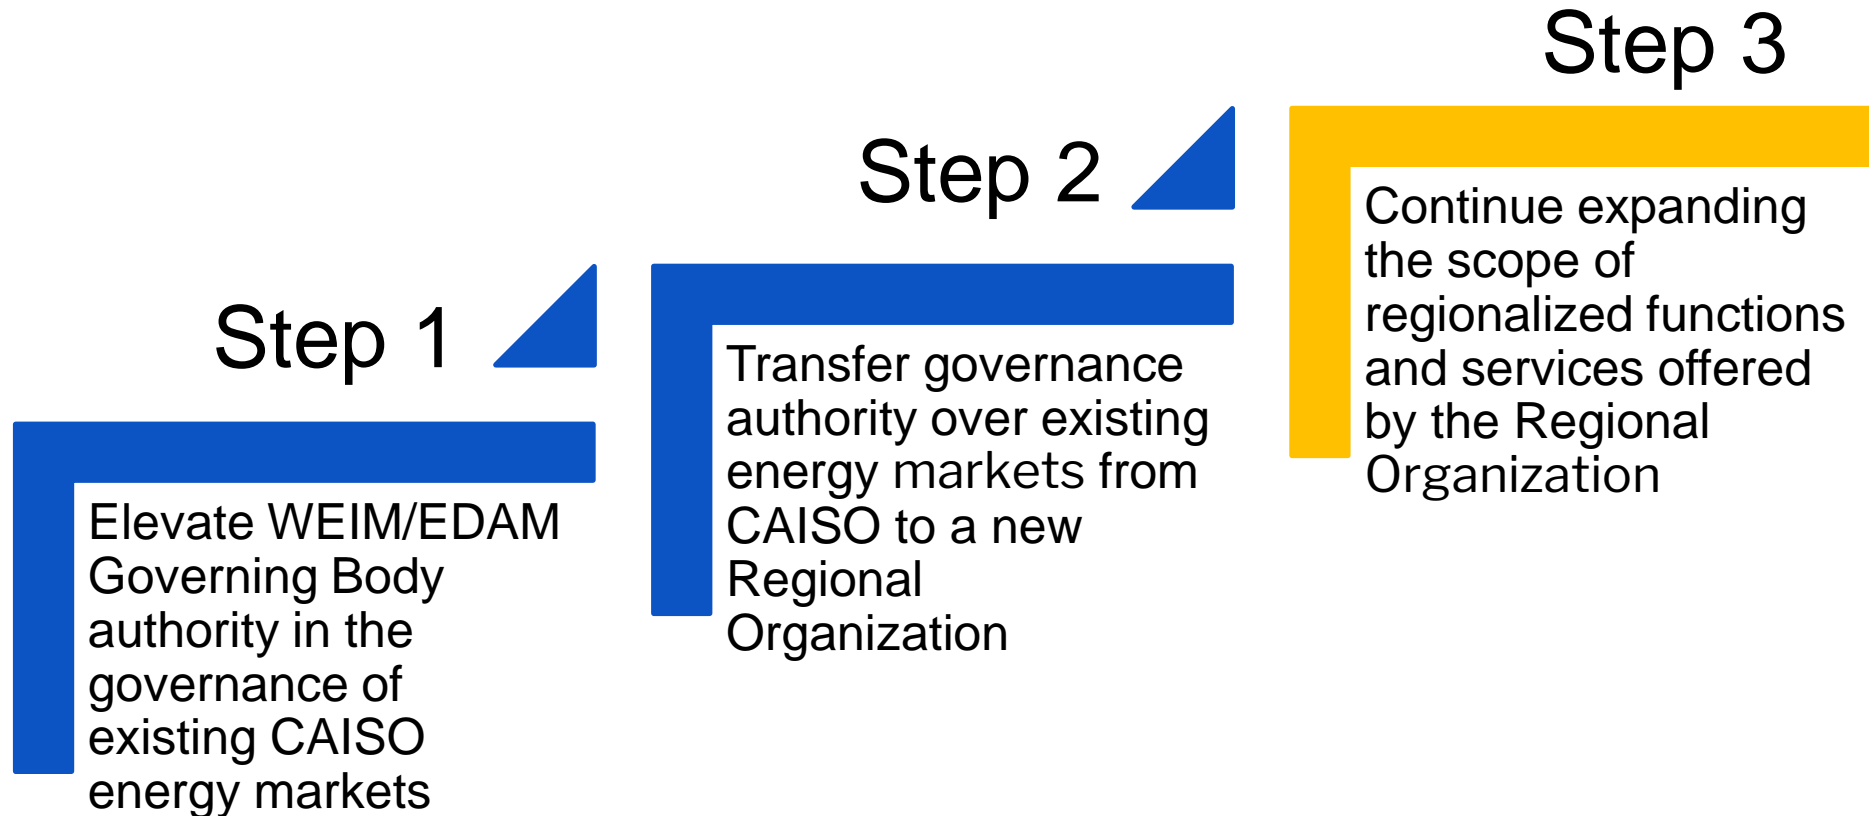 Step 1
Elevate WEIM/EDAM
Governing Body
authority in the
governance of
existing CAISO
energy markets
Step 2
Transfer governance
authority over existing
energy markets from
CAISO to a new
Regional
Organization
Step 3
Continue expanding
the scope of
regionalized functions
and services offered
by the Regional
Organization